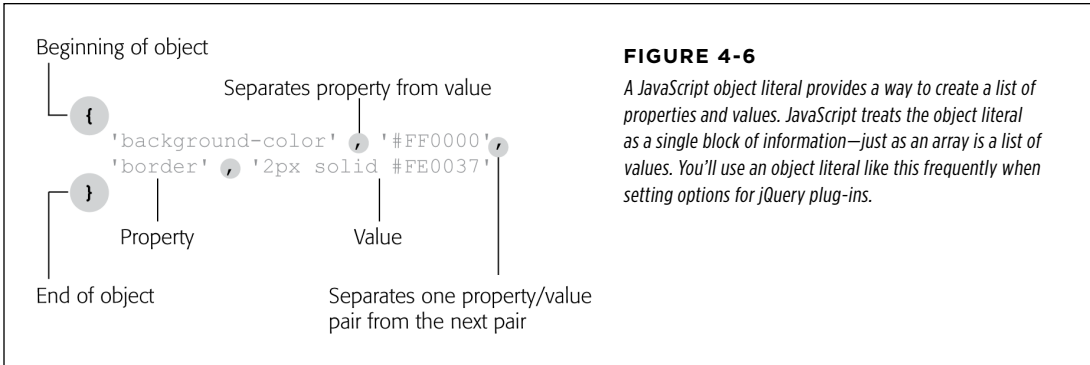 Beginning of object
Separates property from value
{
'background-color' , '#FF0000',
'border' , '2px solid #FE0037'
}
Property
Value
End of object
Separates one property/value
pair from the next pair
FIGURE 4-6
A JavaScript object literal provides a way to create a list of
properties and values. JavaScript treats the object literal
as a single block of information—just as an array is a list of
values. You'll use an object literal like this frequently when
setting options for jQuery plug-ins.